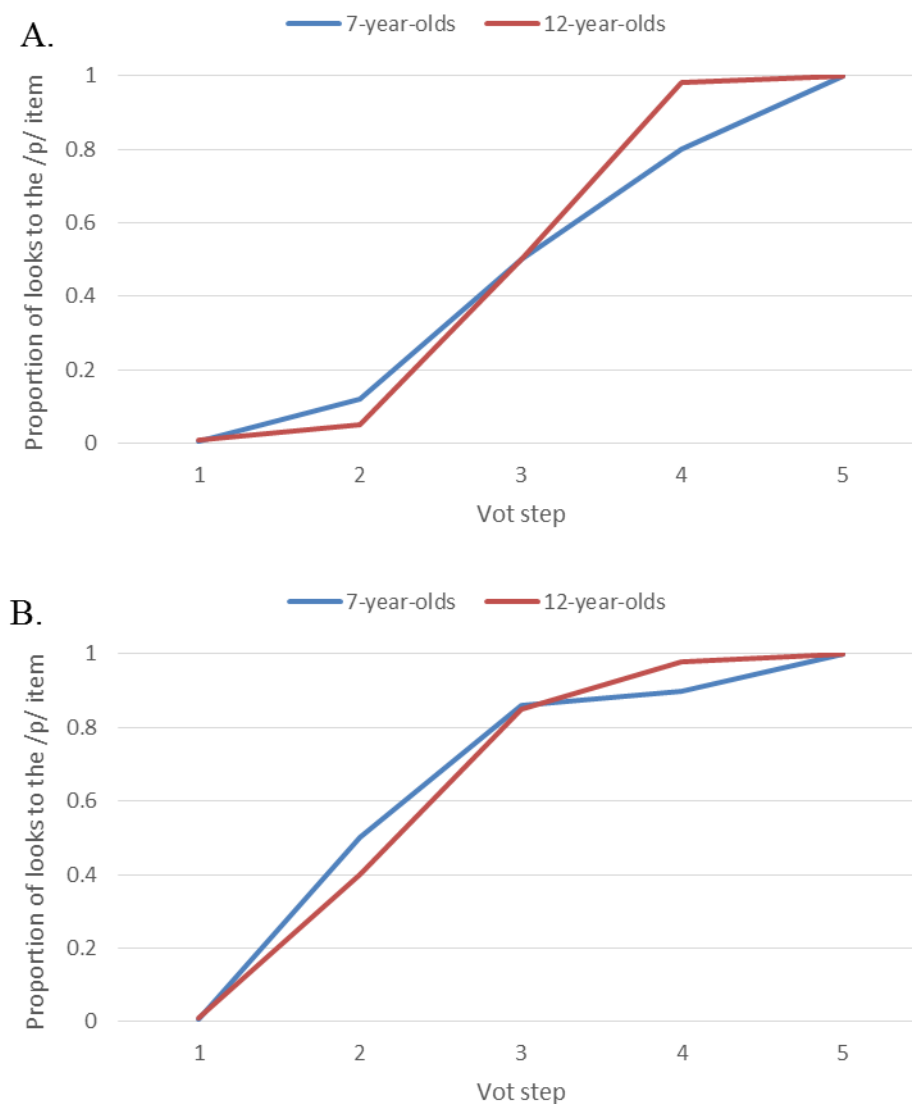 A.
7-year-olds 12-year-olds
Proportion of looks to the /p/ item
1
0.8
0.6
0.4
0.2
0
1 2 3 4 5
Vot step
B.
7-year-olds 12-year-olds
Proportion of looks to the /p/ item
1
0.8
0.6
0.4
0.2
0
1 2 3 4 5
Vot step